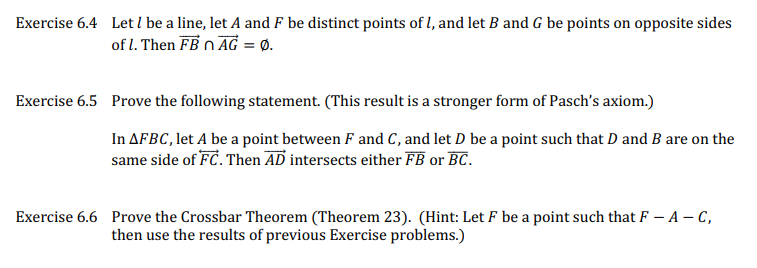 Exercise 6.4 Let l be a line, let A and F be distinct points of l, and let B and G be points on opposite sides
of l. Then $\overrightarrow{FB} \cap \overrightarrow{AG} = \emptyset$.
Exercise 6.5 Prove the following statement. (This result is a stronger form of Pasch's axiom.)
In ΔFBC, let A be a point between F and C, and let D be a point such that D and B are on the
same side of $\overleftrightarrow{FC}$. Then $\overrightarrow{AD}$ intersects either $\overline{FB}$ or $\overline{BC}$.
Exercise 6.6 Prove the Crossbar Theorem (Theorem 23). (Hint: Let F be a point such that F − A − C,
then use the results of previous Exercise problems.)